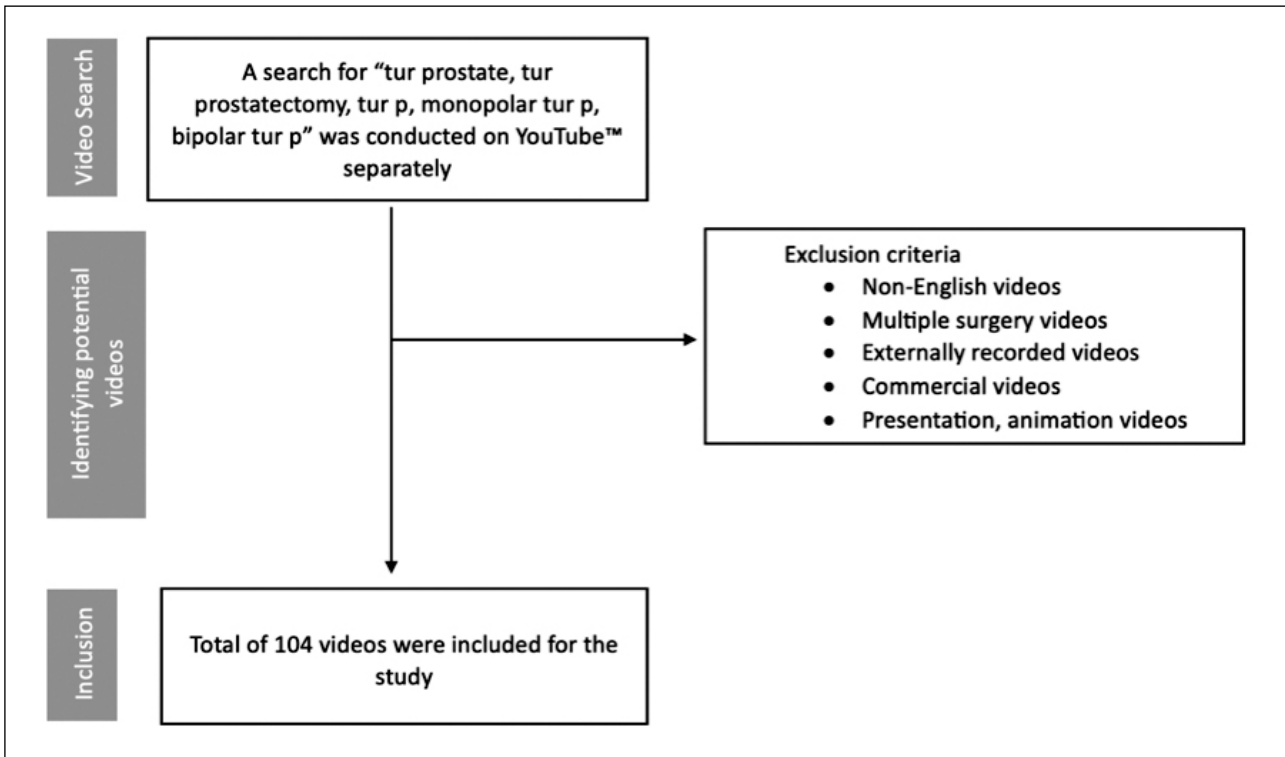 Video Search
A search for “tur prostate, tur
prostatectomy, tur p, monopolar tur p,
bipolar tur p” was conducted on YouTube™
separately
Identifying potential
videos
Exclusion criteria
• Non-English videos
• Multiple surgery videos
• Externally recorded videos
• Commercial videos
• Presentation, animation videos
Inclusion
Total of 104 videos were included for the
study